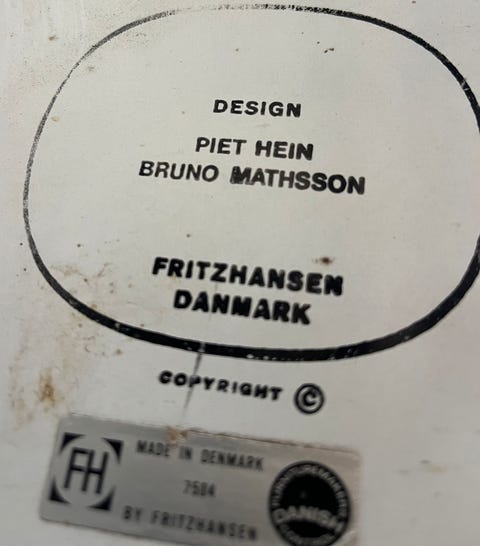 DESIGN
PIET HEIN
BRUNO MATHSSON
FRITZHANSEN
DANMARK
COPYRIGHT ©
FH
MADE IN DENMARK
7584
BY FRITZHANSEN
DANISH